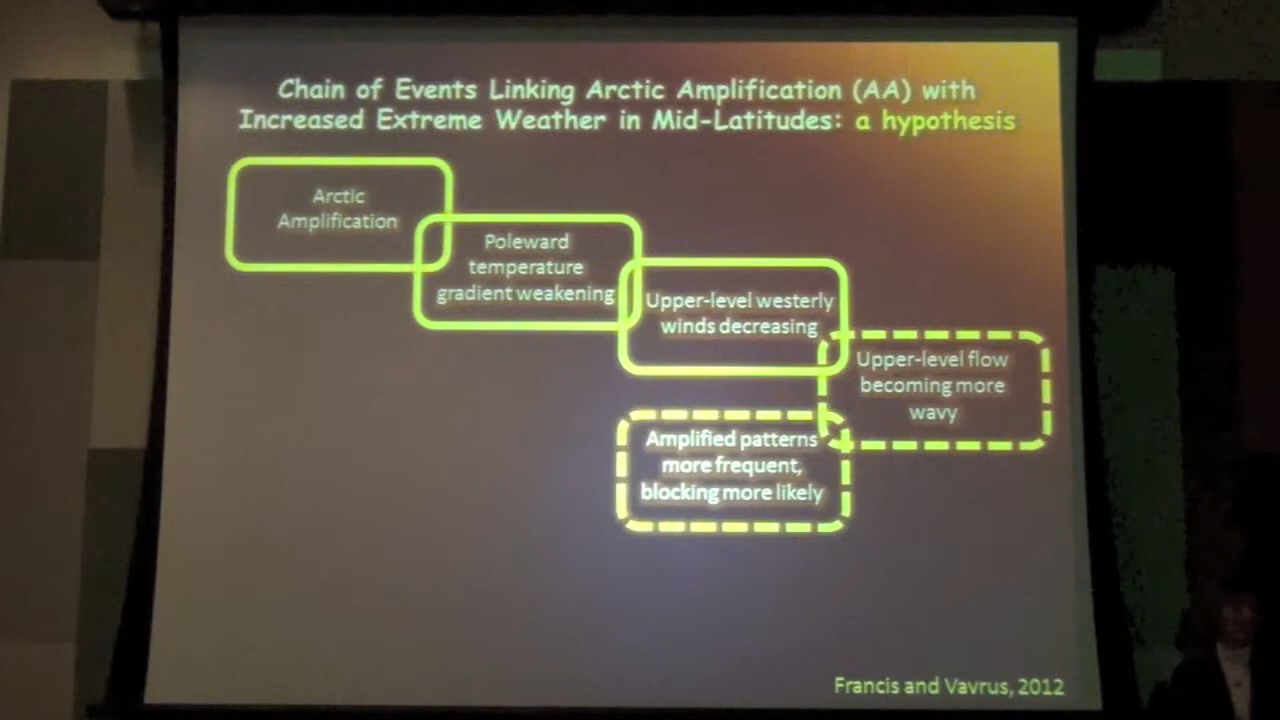 Chain of Events Linking Arctic Amplification (AA) with
Increased Extreme Weather in Mid-Latitudes: a hypothesis
Arctic
Amplification
Poleward
temperature
gradient weakening
Upper-level westerly
winds decreasing
Upper-level flow
becoming more
wavy
Amplified patterns
more frequent,
blocking more likely
Francis and Vavrus, 2012